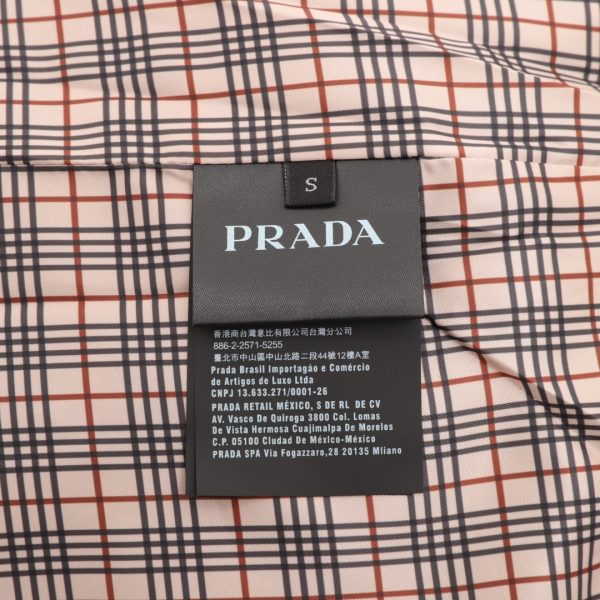 S
PRADA
香港商台灣意比有限公司台灣分公司
886-2-2571-5255
臺北市中山區中山北路二段44號12樓A室
Prada Brasil Importagáo e Comércio
de Artigos de Luxo Ltda
CNPJ 13.633.271/0001-26
PRADA RETAIL MÉXICO, S DE RL DE CV
AV. Vasco De Quiroga 3800 Col. Lomas
De Vista Hermosa Cuajimalpa De Morelos
C.P. 05100 Cludad De México-México
PRADA SPA Via Fogazzaro,28 20135 Mliano